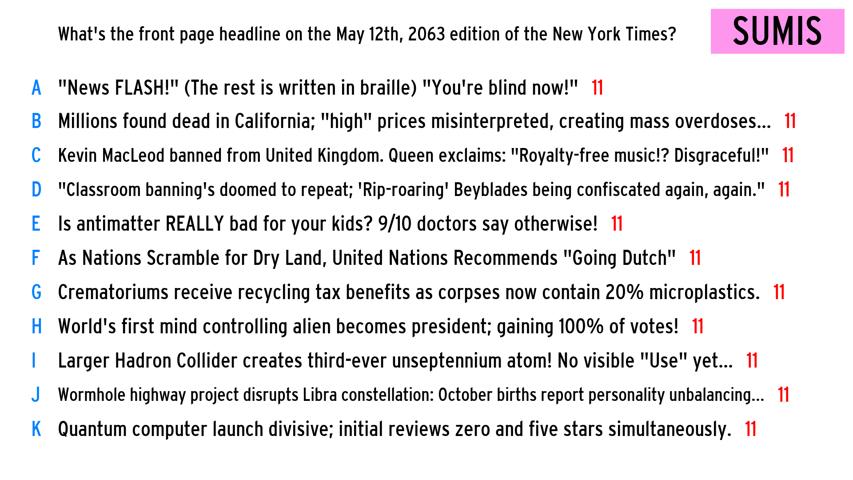 What's the front page headline on the May 12th, 2063 edition of the New York Times?
SUMIS
A "News FLASH!" (The rest is written in braille) "You're blind now!" 11
B Millions found dead in California; "high" prices misinterpreted, creating mass overdoses... 11
C Kevin MacLeod banned from United Kingdom. Queen exclaims: "Royalty-free music!? Disgraceful!" 11
D "Classroom banning's doomed to repeat; 'Rip-roaring' Beyblades being confiscated again, again." 11
E Is antimatter REALLY bad for your kids? 9/10 doctors say otherwise! 11
F As Nations Scramble for Dry Land, United Nations Recommends "Going Dutch" 11
G Crematoriums receive recycling tax benefits as corpses now contain 20% microplastics. 11
H World's first mind controlling alien becomes president; gaining 100% of votes! 11
I Larger Hadron Collider creates third-ever unseptennium atom! No visible "Use" yet... 11
J Wormhole highway project disrupts Libra constellation: October births report personality unbalancing... 11
K Quantum computer launch divisive; initial reviews zero and five stars simultaneously. 11